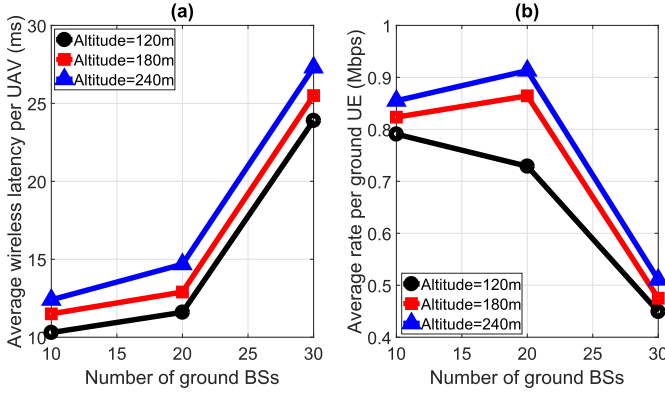 (a)
Average wireless latency per UAV (ms)
30
25
20
15
10
Altitude=120m
Altitude=180m
Altitude=240m
10
15
20
25
30
Number of ground BSs
(b)
Average rate per ground UE (Mbps)
1
0.9
0.8
0.7
0.6
0.5
0.4
Altitude=120m
Altitude=180m
Altitude=240m
10
15
20
25
30
Number of ground BSs